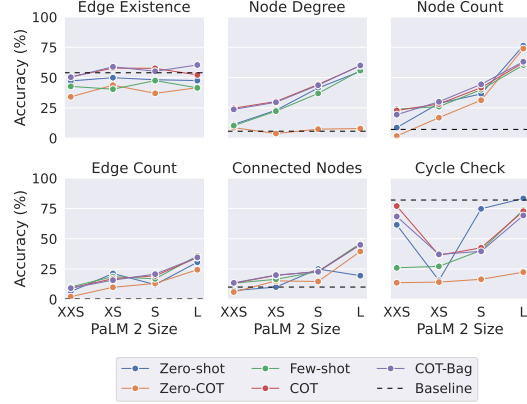 Edge Existence
Node Degree
Node Count
Accuracy (%)
100
75
50
25
0
Edge Count
Connected Nodes
Cycle Check
Accuracy (%)
100
75
50
25
0
XXS XS S L
XXS XS S L
XXS XS S L
PaLM 2 Size
PaLM 2 Size
PaLM 2 Size
Zero-shot Few-shot COT-Bag
Zero-COT COT Baseline